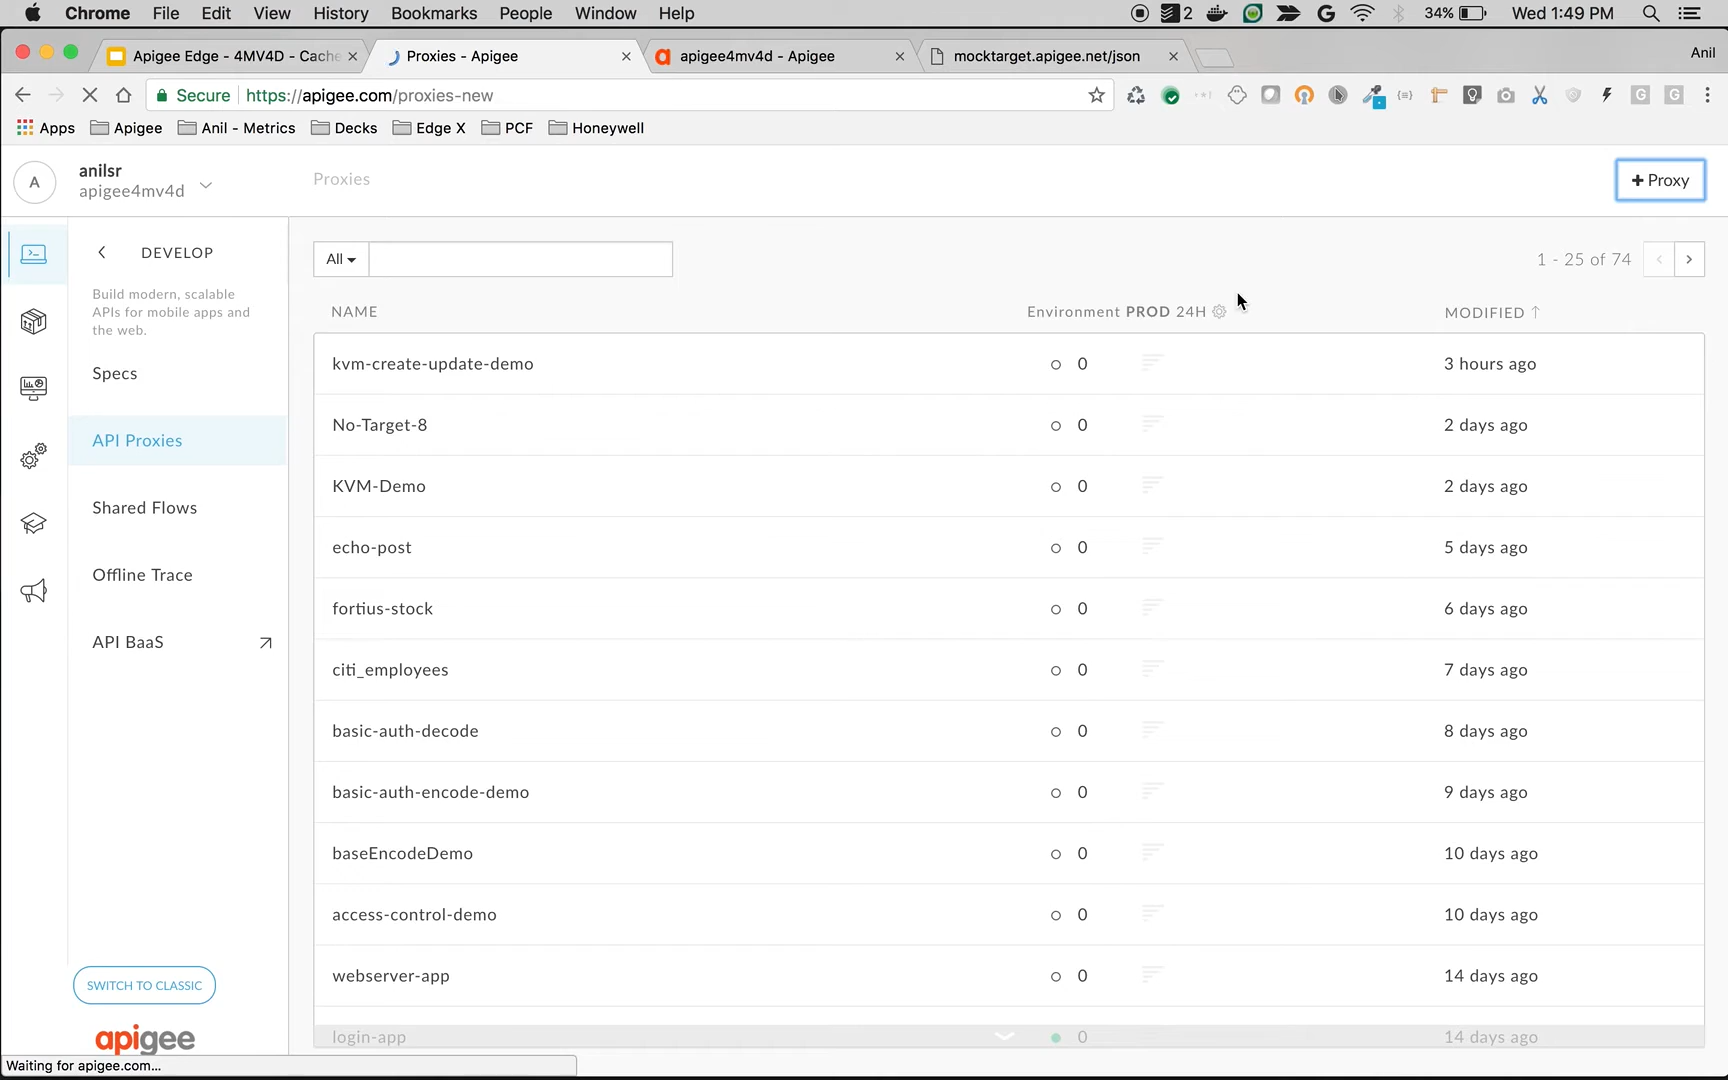 Chrome File Edit View History Bookmarks People Window Help 2 34% Wed 1:49 PM
Apigee Edge - 4MV4D - Cache Proxies - Apigee apigee4mv4d - Apigee mocktarget.apigee.net/json Anil
Secure https://apigee.com/proxies-new
Apps Apigee Anil - Metrics Decks Edge X PCF Honeywell
A anilsr
apigee4mv4d
Proxies
+ Proxy
DEVELOP
Build modern, scalable
APIs for mobile apps and
the web.
Specs
API Proxies
Shared Flows
Offline Trace
API BaaS
SWITCH TO CLASSIC
apigee
All
1 - 25 of 74
NAME Environment PROD 24H MODIFIED
kvm-create-update-demo 0 3 hours ago
No-Target-8 0 2 days ago
KVM-Demo 0 2 days ago
echo-post 0 5 days ago
fortius-stock 0 6 days ago
citi_employees 0 7 days ago
basic-auth-decode 0 8 days ago
basic-auth-encode-demo 0 9 days ago
baseEncodeDemo 0 10 days ago
access-control-demo 0 10 days ago
webserver-app 0 14 days ago
login-app 0 14 days ago
Waiting for apigee.com...